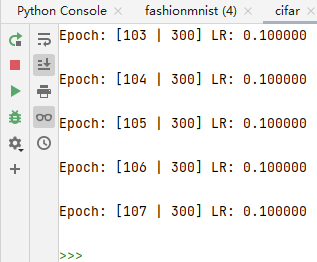 Python Console
fashionmnist (4)
cifar
Epoch: [103 | 300] LR: 0.100000
Epoch: [104 | 300] LR: 0.100000
Epoch: [105 | 300] LR: 0.100000
Epoch: [106 | 300] LR: 0.100000
Epoch: [107 | 300] LR: 0.100000
>>>